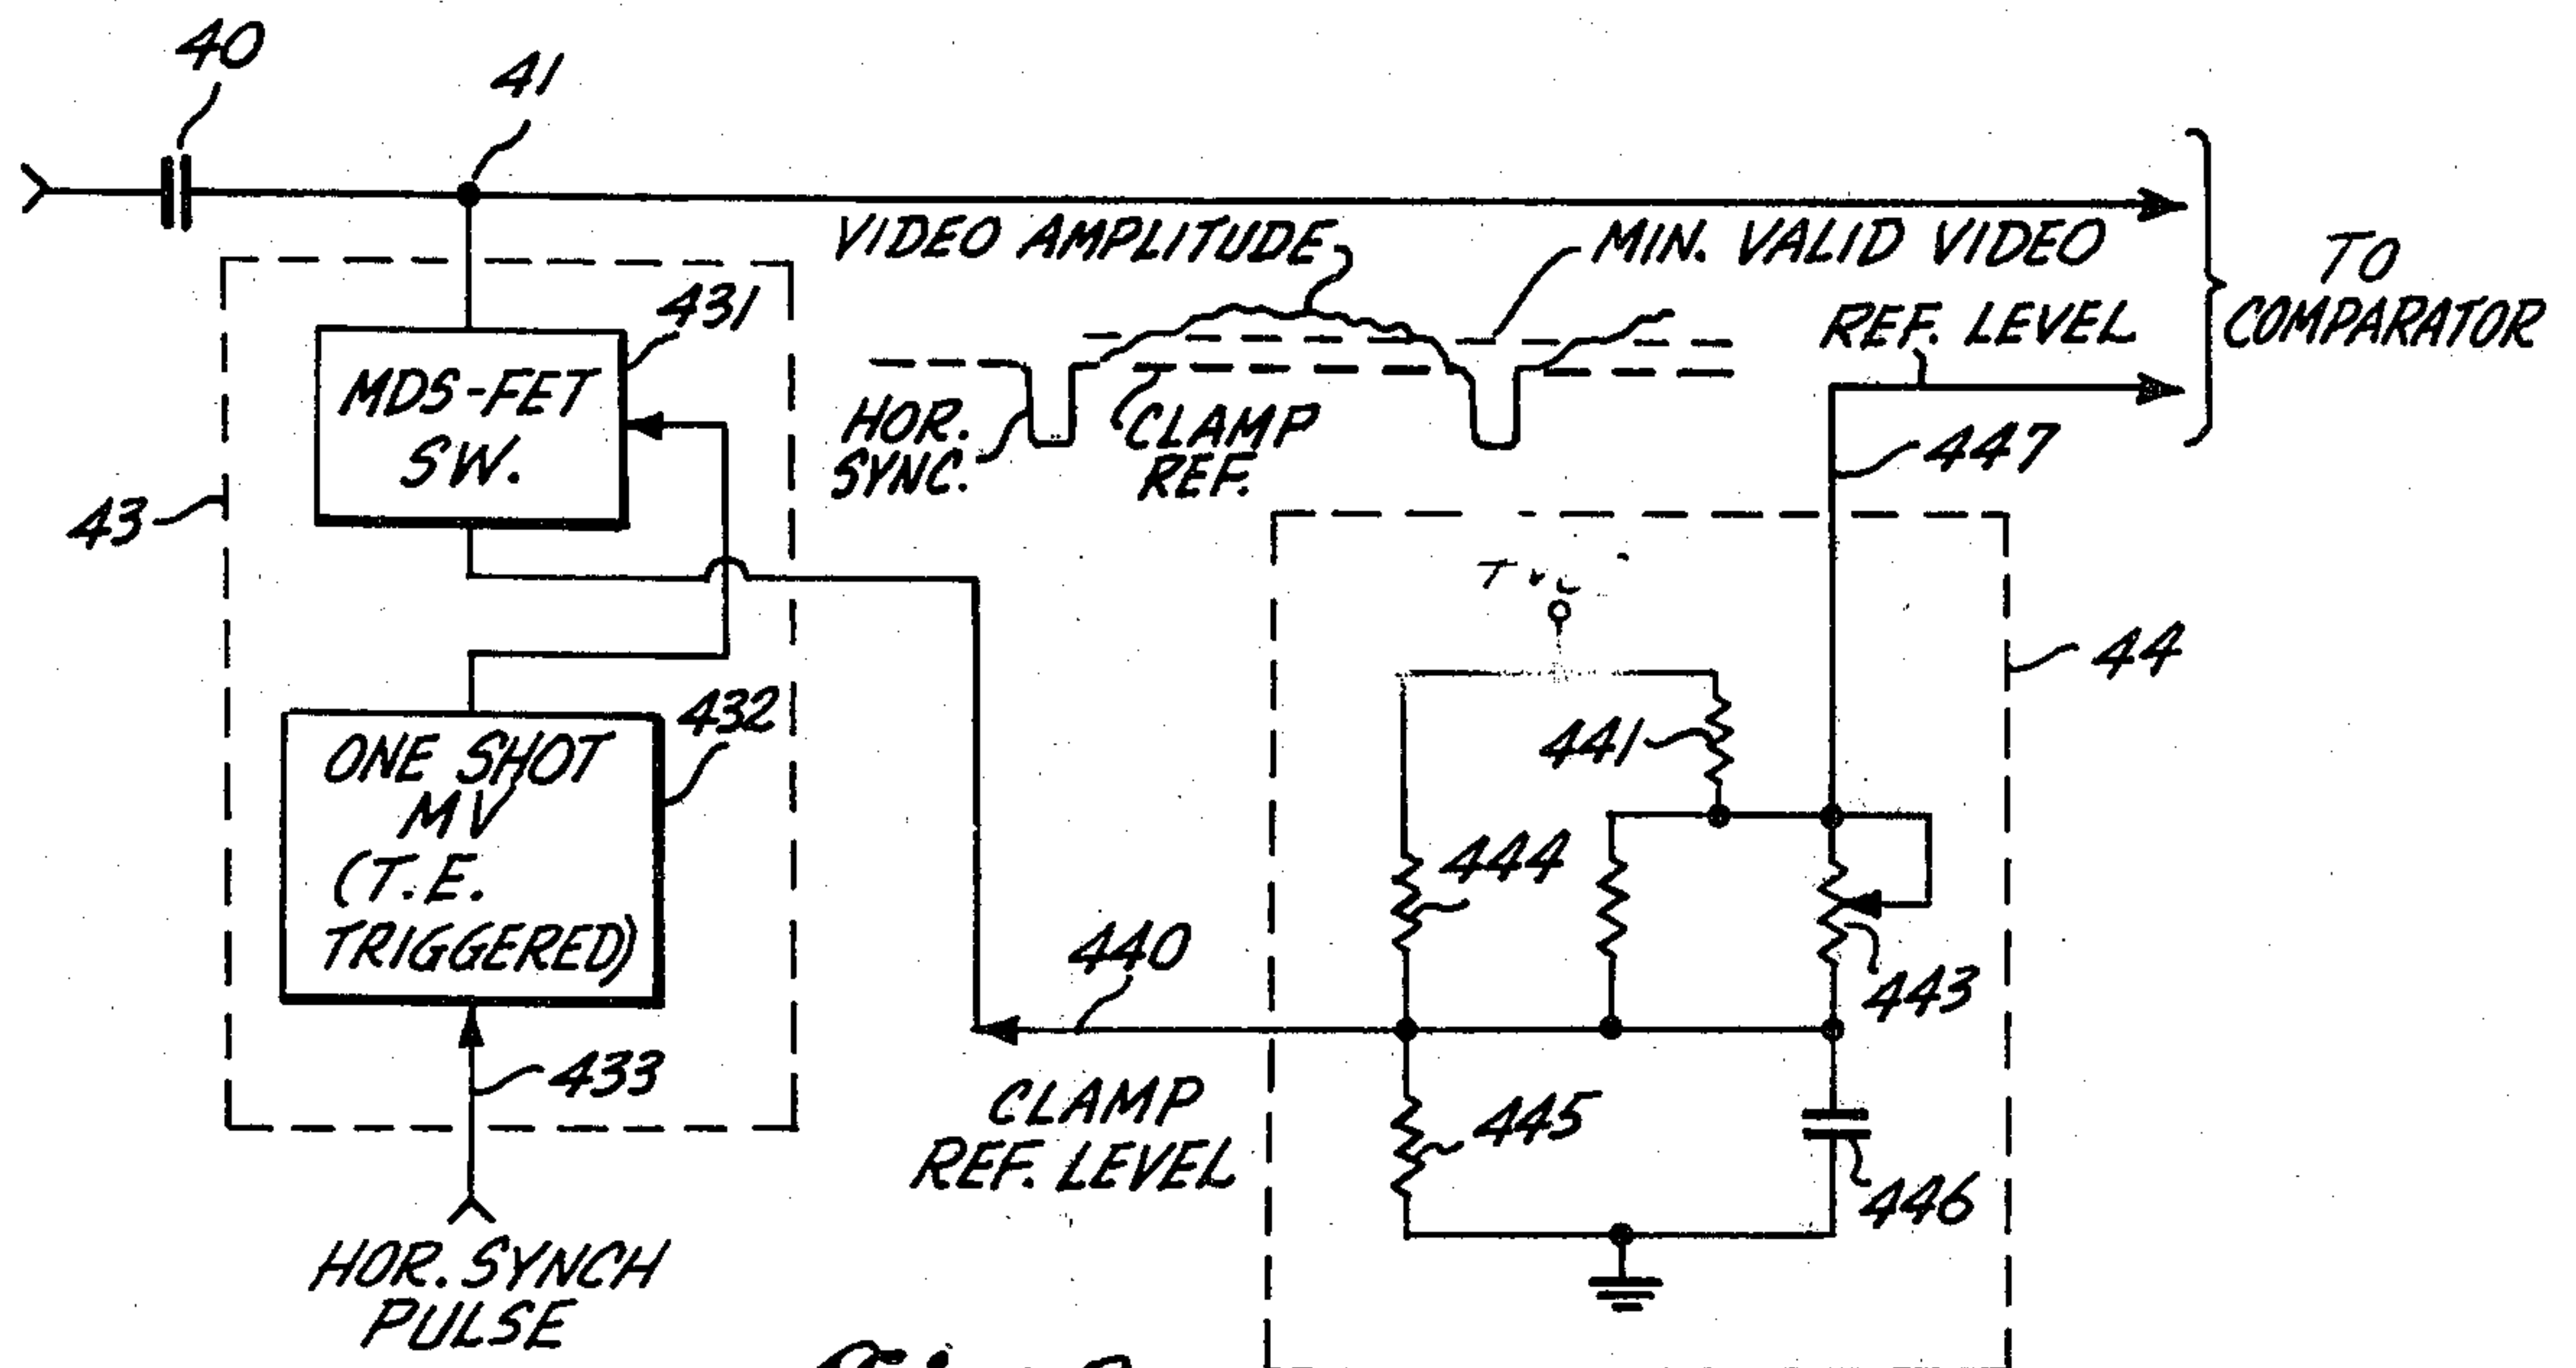 40
41
VIDEO AMPLITUDE
MIN. VALID VIDEO
TO
COMPARATOR
REF. LEVEL
431
MDS-FET
SW.
HOR.
SYNC.
CLAMP
REF.
447
43
44
432
441
ONE SHOT
MV
(T.E.
TRIGGERED)
444
440
443
433
CLAMP
REF. LEVEL
445
446
HOR. SYNCH
PULSE